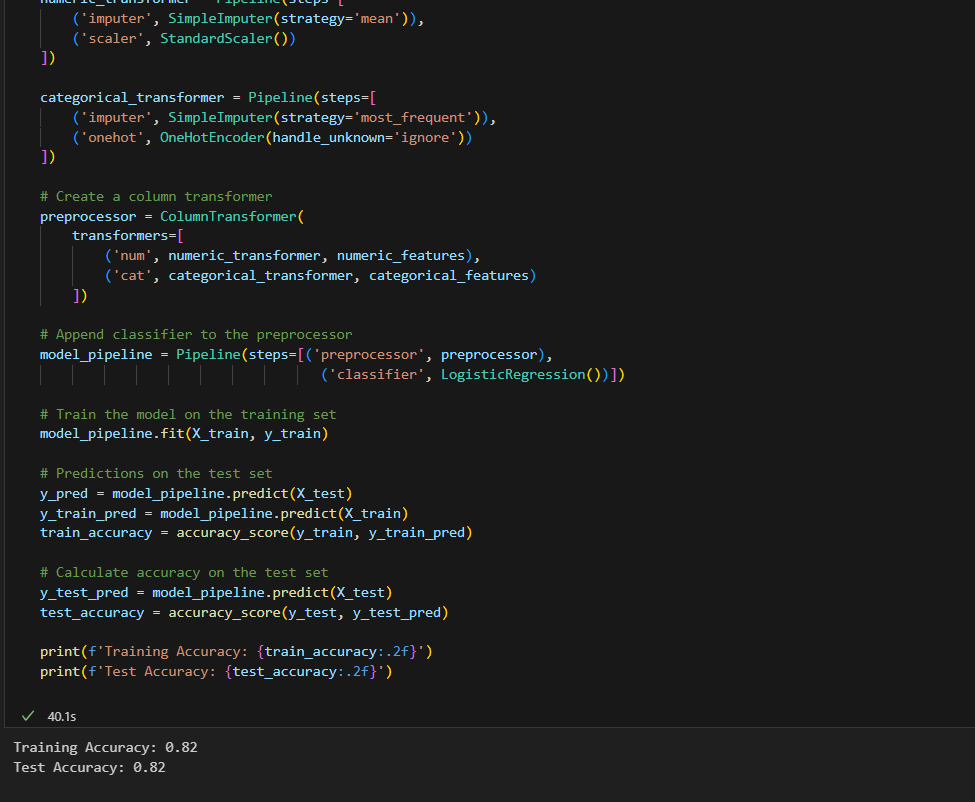 numeric_transformer = Pipeline(steps=[
    ('imputer', SimpleImputer(strategy='mean')),
    ('scaler', StandardScaler())
])

categorical_transformer = Pipeline(steps=[
    ('imputer', SimpleImputer(strategy='most_frequent')),
    ('onehot', OneHotEncoder(handle_unknown='ignore'))
])

# Create a column transformer
preprocessor = ColumnTransformer(
    transformers=[
        ('num', numeric_transformer, numeric_features),
        ('cat', categorical_transformer, categorical_features)
    ])

# Append classifier to the preprocessor
model_pipeline = Pipeline(steps=[('preprocessor', preprocessor),
                                   ('classifier', LogisticRegression())])

# Train the model on the training set
model_pipeline.fit(X_train, y_train)

# Predictions on the test set
y_pred = model_pipeline.predict(X_test)
y_train_pred = model_pipeline.predict(X_train)
train_accuracy = accuracy_score(y_train, y_train_pred)

# Calculate accuracy on the test set
y_test_pred = model_pipeline.predict(X_test)
test_accuracy = accuracy_score(y_test, y_test_pred)

print(f'Training Accuracy: {train_accuracy:.2f}')
print(f'Test Accuracy: {test_accuracy:.2f}')

40.1s
Training Accuracy: 0.82
Test Accuracy: 0.82